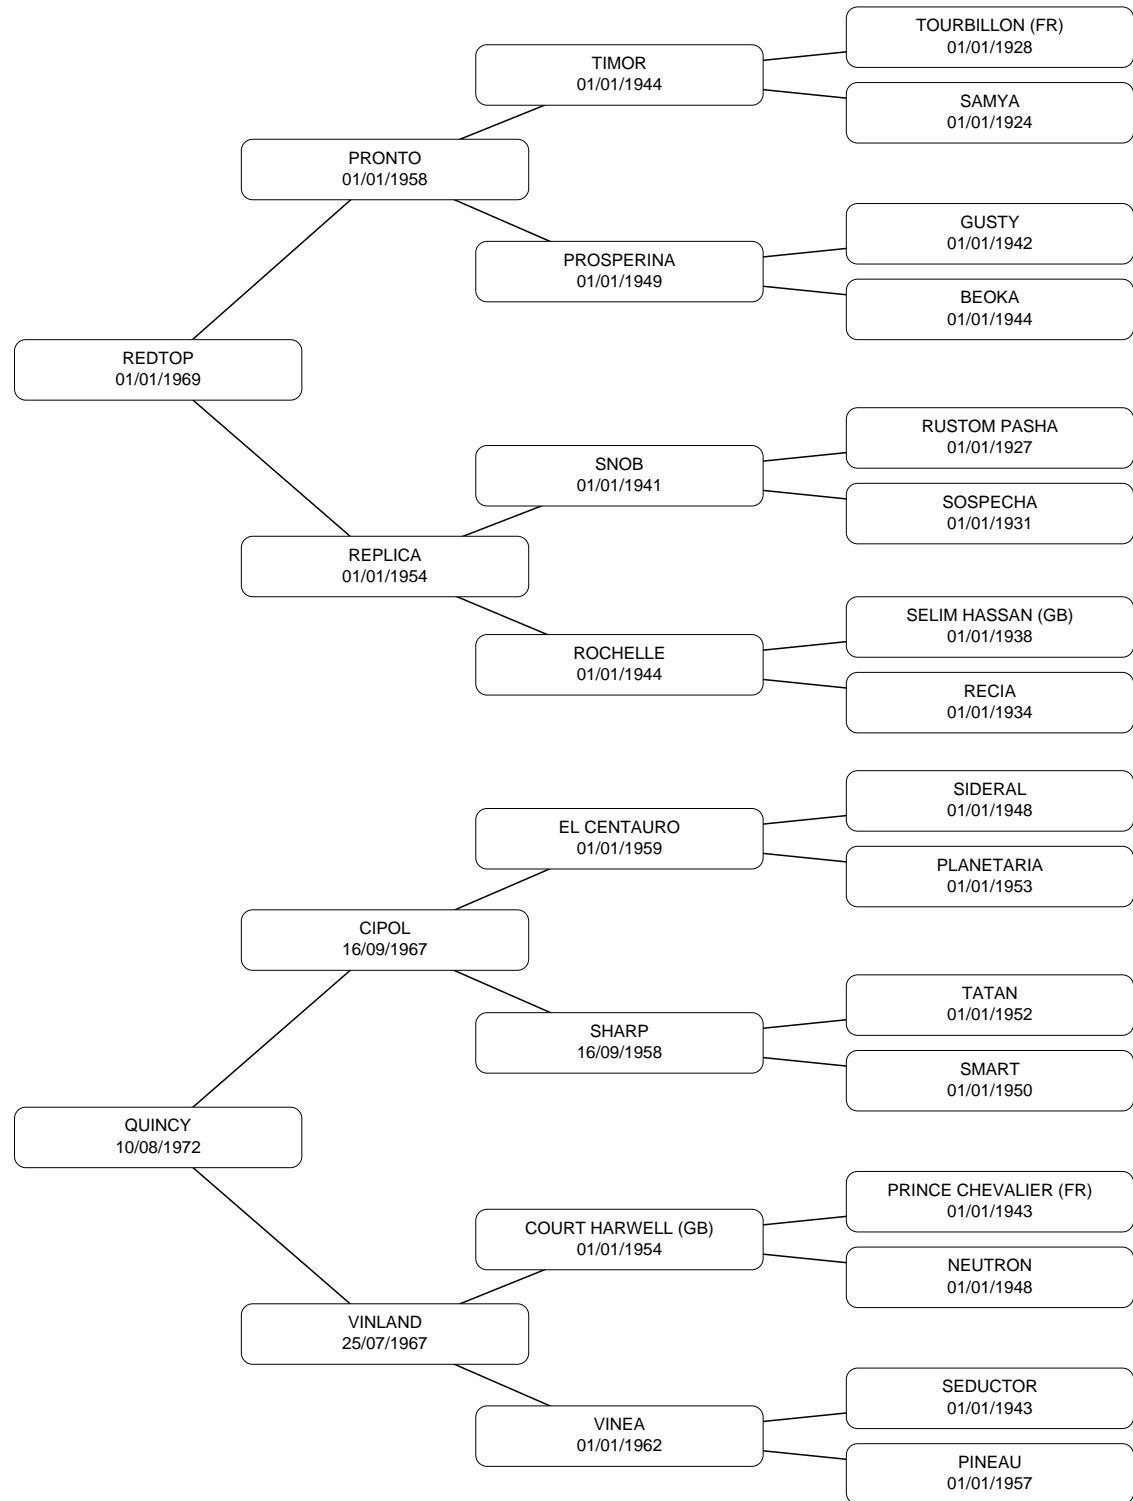 TOURBILLON (FR)
01/01/1928
TIMOR
01/01/1944
SAMYA
01/01/1924
PRONTO
01/01/1958
GUSTY
01/01/1942
PROSPERINA
01/01/1949
BEOKA
01/01/1944
REDTOP
01/01/1969
RUSTOM PASHA
01/01/1927
SNOB
01/01/1941
SOSPECHA
01/01/1931
REPLICA
01/01/1954
SELIM HASSAN (GB)
01/01/1938
ROCHELLE
01/01/1944
RECIA
01/01/1934
SIDERAL
01/01/1948
EL CENTAURO
01/01/1959
PLANETARIA
01/01/1953
CIPOL
16/09/1967
TATAN
01/01/1952
SHARP
16/09/1958
SMART
01/01/1950
QUINCY
10/08/1972
PRINCE CHEVALIER (FR)
01/01/1943
COURT HARWELL (GB)
01/01/1954
NEUTRON
01/01/1948
VINLAND
25/07/1967
SEDUCTOR
01/01/1943
VINEA
01/01/1962
PINEAU
01/01/1957